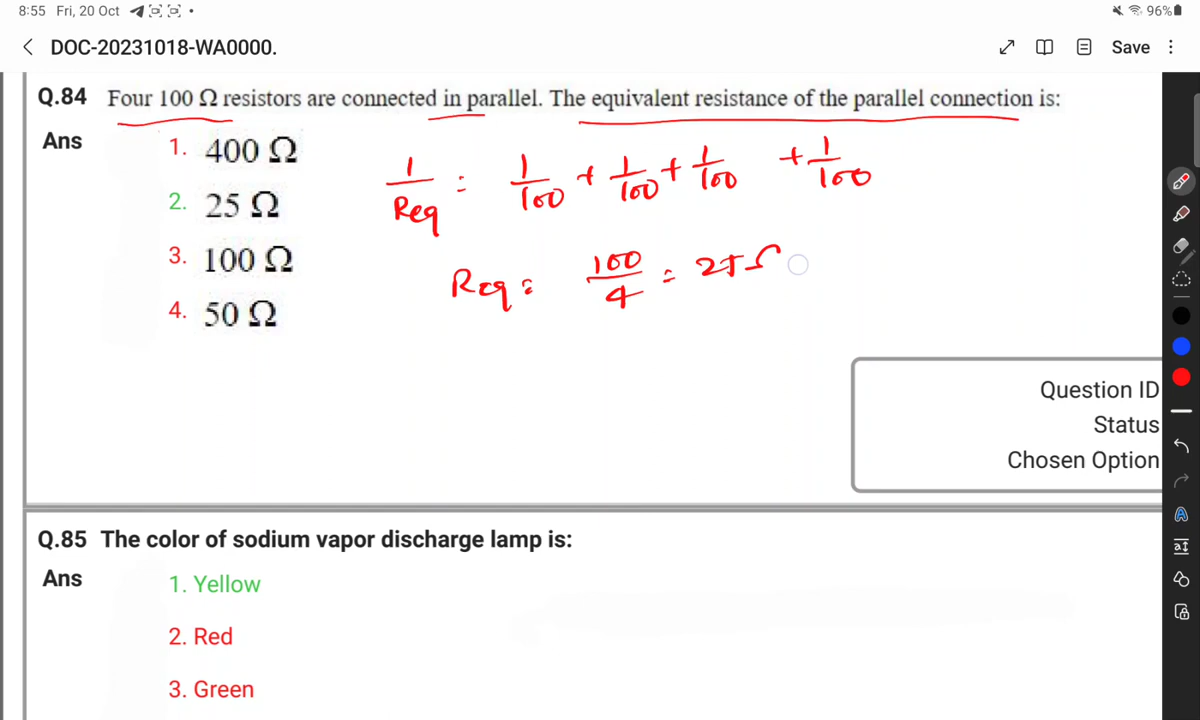 8:55 Fri, 20 Oct
96%
DOC-20231018-WA0000.
Save
Q.84 Four 100 Ω resistors are connected in parallel. The equivalent resistance of the parallel connection is:
Ans
1. 400 Ω
2. 25 Ω
3. 100 Ω
4. 50 Ω
1/Req = 1/100 + 1/100 + 1/100 + 1/100
Req = 100/4 = 25Ω
Question ID
Status
Chosen Option
Q.85 The color of sodium vapor discharge lamp is:
Ans
1. Yellow
2. Red
3. Green